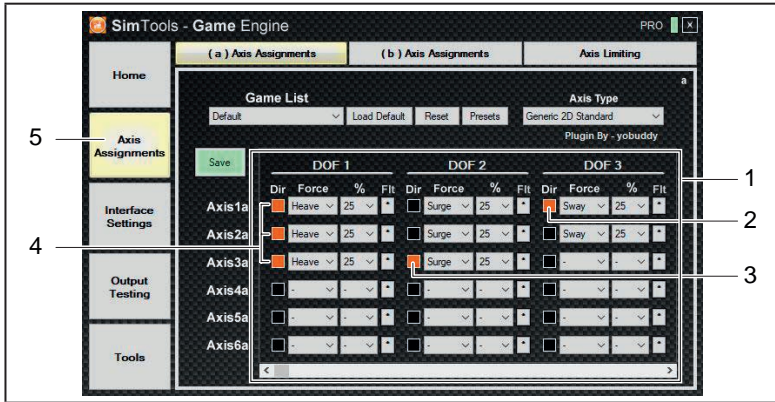 SimTools - Game Engine PRO x
( a ) Axis Assignments ( b ) Axis Assignments Axis Limiting
Home
a
Game List Axis Type
Default Load Default Reset Presets Generic 2D Standard
5 Axis Assignments
Plugin By - yobuddy
Save DOF 1 DOF 2 DOF 3
1
Dir Force % Flt Dir Force % Flt Dir Force % Flt
Axis1a Heave 25 * Surge 25 * Sway 25 *
2
Interface Settings
4
Axis2a Heave 25 * Surge 25 * Sway 25 *
Axis3a Heave 25 * Surge 25 * - - *
3
Output Testing
Axis4a - - * - - * - - *
Axis5a - - * - - * - - *
Axis6a - - * - - * - - *
Tools
< >